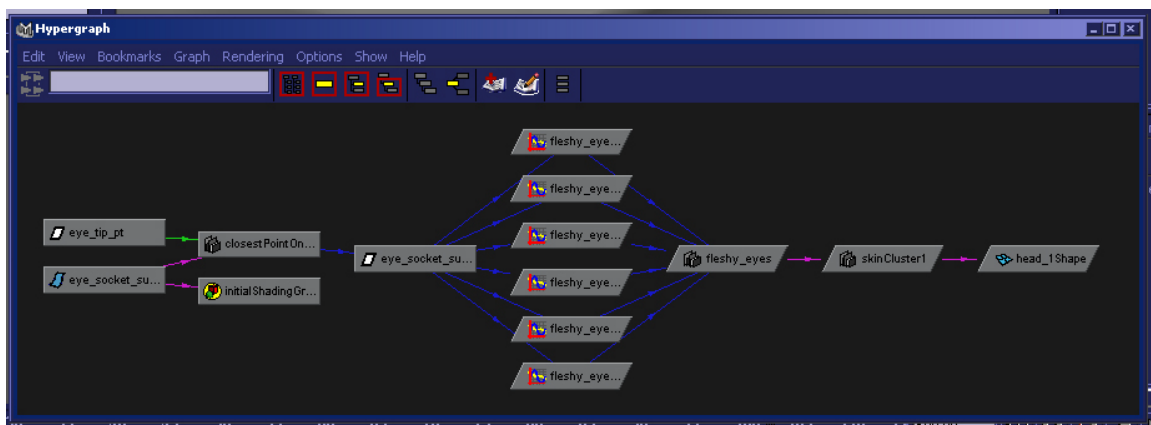 Hypergraph
Edit View Bookmarks Graph Rendering Options Show Help
fleshy_eye...
fleshy_eye...
eye_tip_pt
closestPointOn...
fleshy_eye...
eye_socket_su...
fleshy_eyes
skinCluster1
head_1Shape
eye_socket_su...
initialShadingGr...
fleshy_eye...
fleshy_eye...
fleshy_eye...